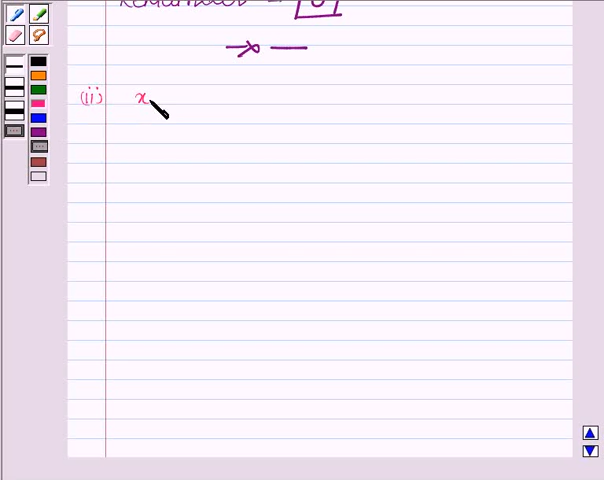 Remainder = 0
(ii) x